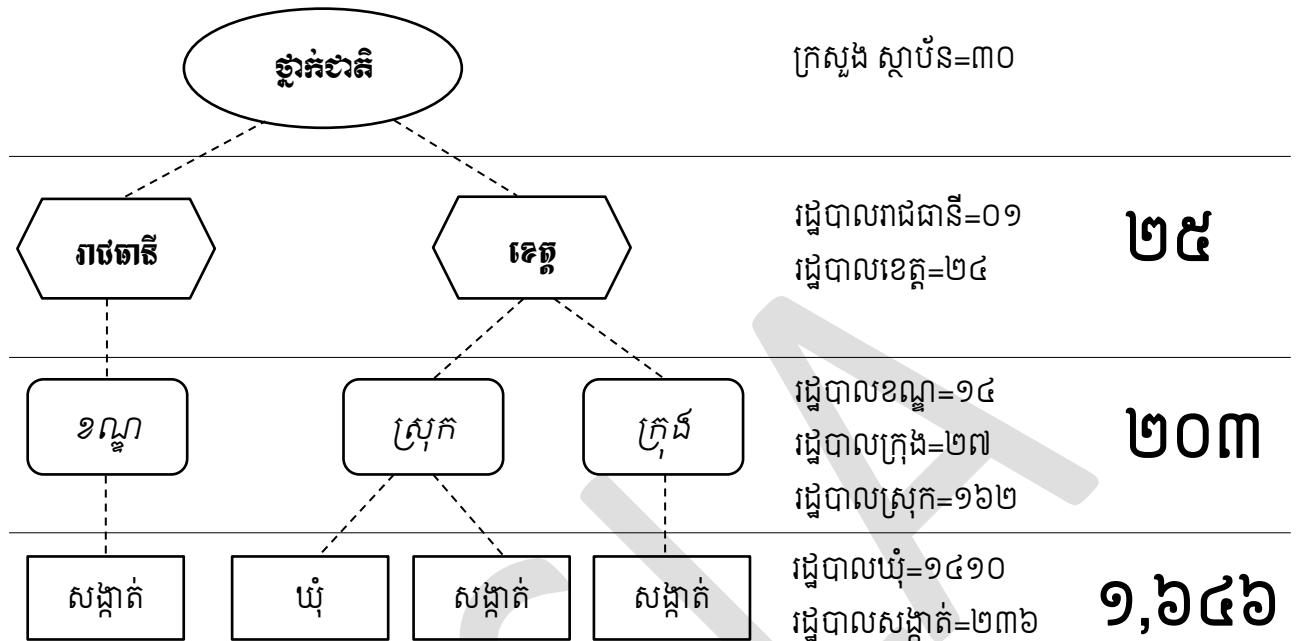 ថ្នាក់ជាតិ
ក្រសួង ស្ថាប័ន=៣០
រាជធានី
ខេត្ត
រដ្ឋបាលរាជធានី=០១
រដ្ឋបាលខេត្ត=២៤
២៥
ខណ្ឌ
ស្រុក
ក្រុង
រដ្ឋបាលខណ្ឌ=១៤
រដ្ឋបាលក្រុង=២៧
រដ្ឋបាលស្រុក=១៦២
២០៣
សង្កាត់
ឃុំ
សង្កាត់
សង្កាត់
រដ្ឋបាលឃុំ=១៤១០
រដ្ឋបាលសង្កាត់=២៣៦
១,៦៤៦